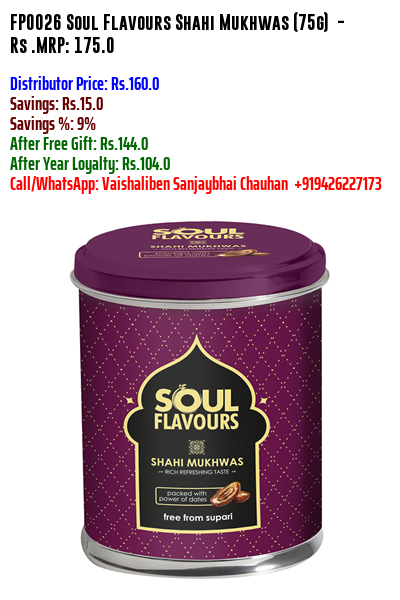 FP0026 Soul Flavours Shahi Mukhwas (75g) -
Rs .MRP: 175.0
Distributor Price: Rs.160.0
Savings: Rs.15.0
Savings %: 9%
After Free Gift: Rs.144.0
After Year Loyalty: Rs.104.0
Call/WhatsApp: Vaishaliben Sanjaybhai Chauhan +919426227173
SOUL
FLAVOURS
SHAHI MUKHWAS
SOUL
FLAVOURS
SHAHI MUKHWAS
RICH REFRESHING TASTE
packed with
power of dates
free from supari